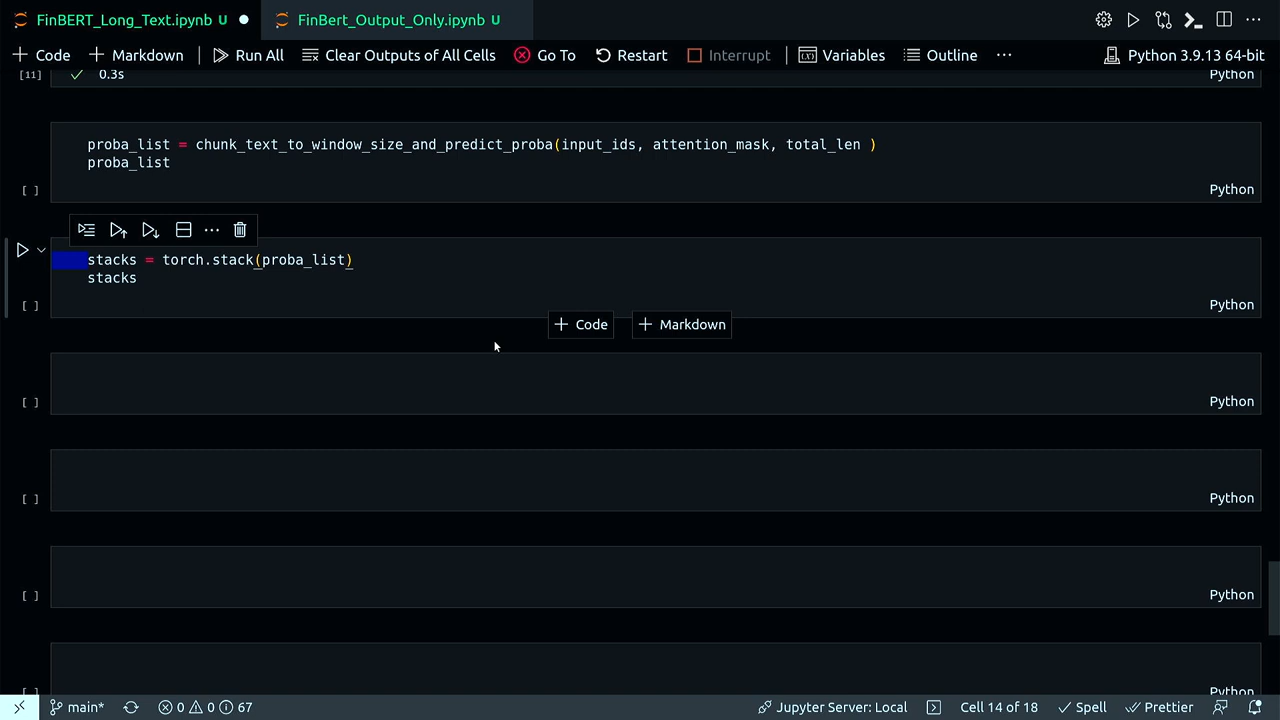 FinBERT_Long_Text.ipynb U
FinBert_Output_Only.ipynb U
Code Markdown Run All Clear Outputs of All Cells Go To Restart Interrupt Variables Outline ··· Python 3.9.13 64-bit
[11] 0.3s Python
proba_list = chunk_text_to_window_size_and_predict_proba(input_ids, attention_mask, total_len )
proba_list
[ ] Python
stacks = torch.stack(proba_list)
stacks
[ ] Python
Code Markdown
[ ] Python
[ ] Python
[ ] Python
[ ] Python
main* 0 0 67 Jupyter Server: Local Cell 14 of 18 Spell Prettier